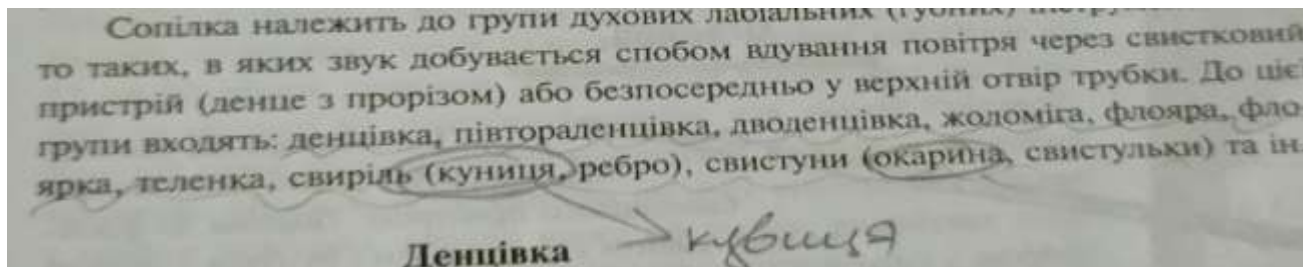 Сопілка належить до групи духових лабіальних (губних)
то таких, в яких звук добувається спобом вдування повітря через свистковий
пристрій (денце з прорізом) або безпосередньо у верхній отвір трубки. До цієї
групи входять: денцівка, півтораденцівка, дводенцівка, жоломіга, флояра, фло-
ярка, теленка, свиріль (куниця, ребро), свистуни (окарина, свистульки) та ін.
кувиця
Денцівка